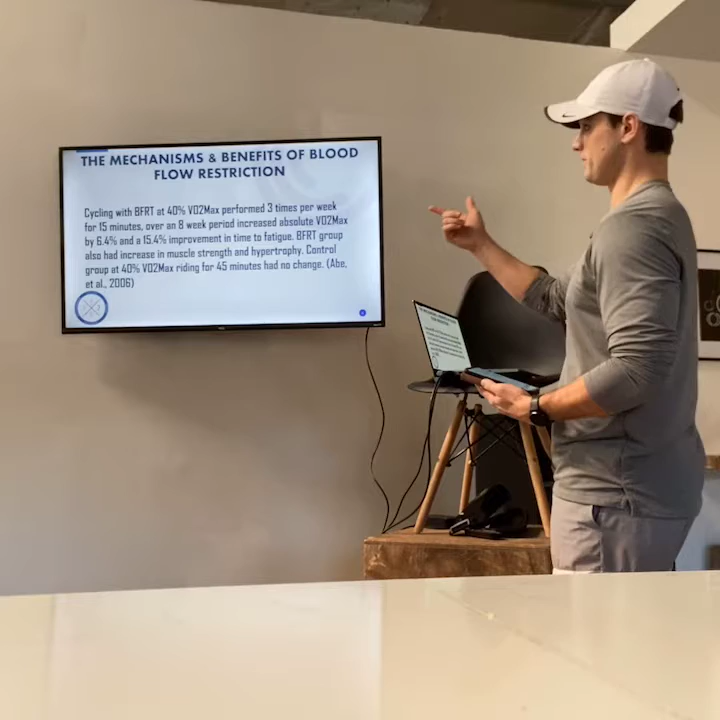 THE MECHANISMS & BENEFITS OF BLOOD
FLOW RESTRICTION
Cycling with BFRT at 40% VO2Max performed 3 times per week
for 15 minutes, over an 8 week period increased absolute VO2Max
by 6.4% and a 15.4% improvement in time to fatigue. BFRT group
also had increase in muscle strength and hypertrophy. Control
group at 40% VO2Max riding for 45 minutes had no change. (Abe,
et al., 2006)